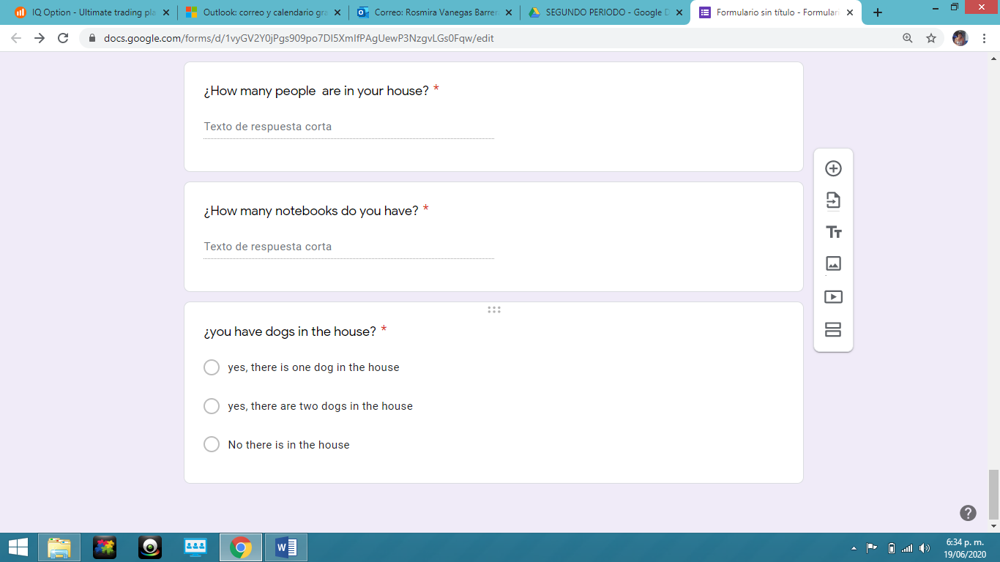 IQ Option - Ultimate trading pla
Outlook: correo y calendario gra
Correo: Rosmira Vanegas Barrer
SEGUNDO PERIODO - Google D
Formulario sin título - Formular
docs.google.com/forms/d/1vyGV2Y0jPgs909po7DI5XmIfPAgUewP3NzgvLGs0Fqw/edit
¿How many people  are in your house? *
Texto de respuesta corta
¿How many notebooks do you have? *
Texto de respuesta corta
¿you have dogs in the house? *
yes, there is one dog in the house
yes, there are two dogs in the house
No there is in the house
6:34 p. m.
19/06/2020